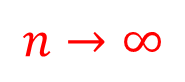 n → ∞